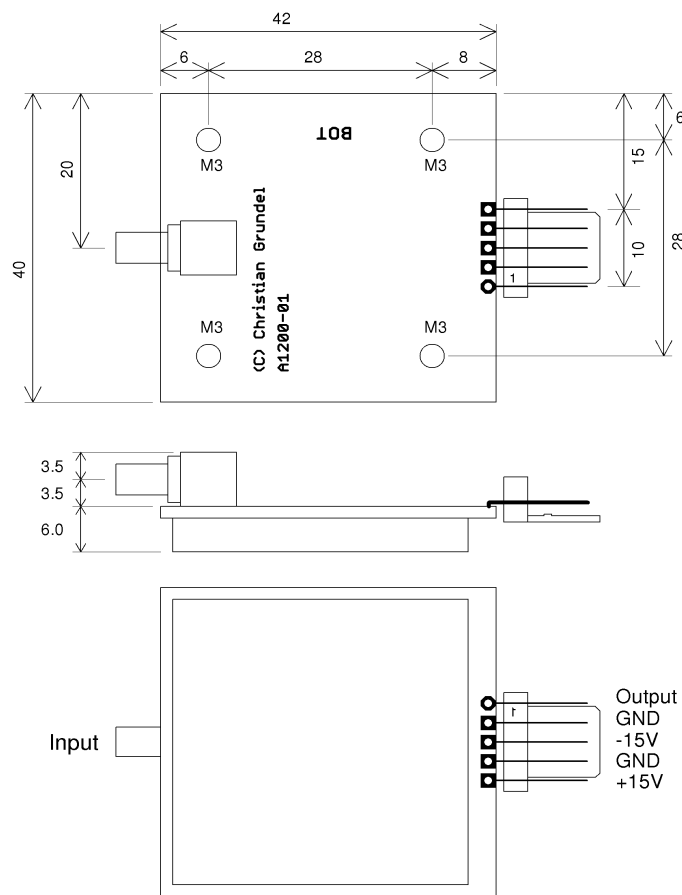 42
6
28
8
6
BOT
15
20
M3
M3
28
10
40
1
(C) Christian Grundel
A1200-01
M3
M3
3.5
3.5
6.0
1
Output
GND
-15V
GND
+15V
Input